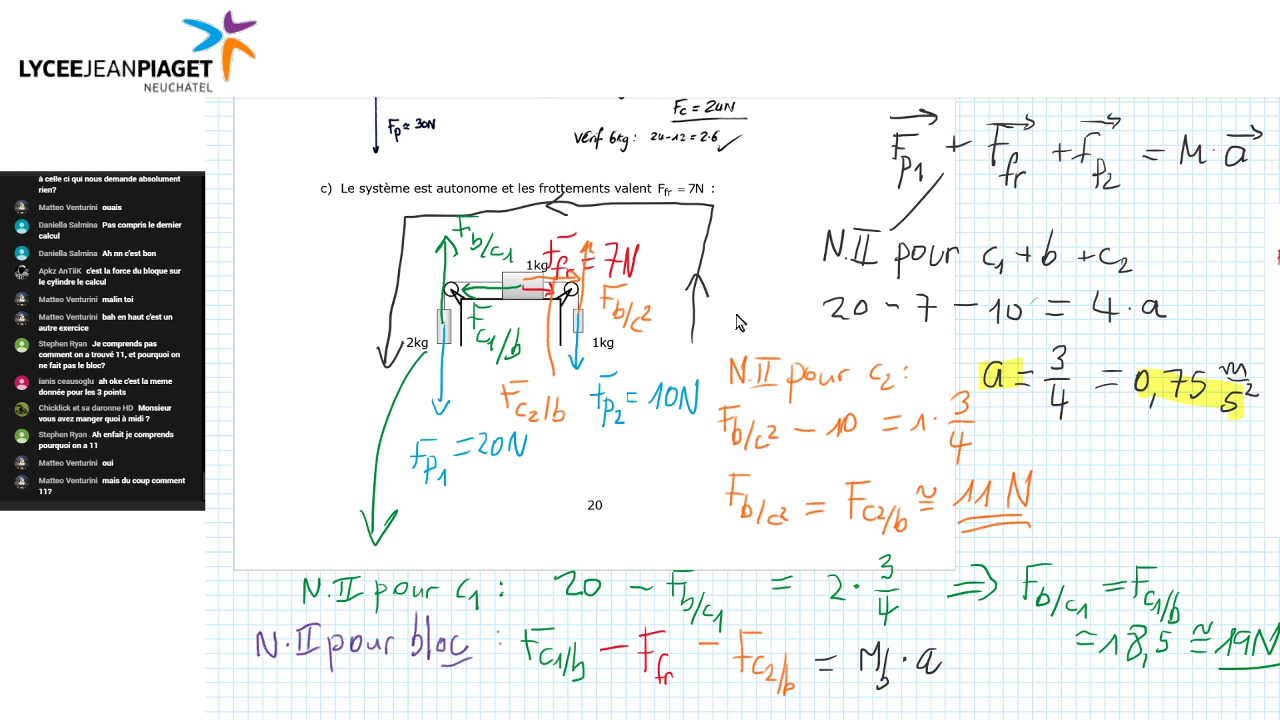 LYCEEJEANPIAGET
NEUCHÂTEL
à celle ci qui nous demande absolument
rien?
Matteo Venturini ouais
Daniella Salmina Pas compris le dernier
calcul
Daniella Salmina Ah nn c'est bon
Apkz AnTiiK c'est la force du bloque sur
le cylindre le calcul
Matteo Venturini malin toi
Matteo Venturini bah en haut c'est un
autre exercice
Stephen Ryan Je comprends pas
comment on a trouvé 11, et pourquoi on
ne fait pas le bloc?
ianis ceausoglu ah oke c'est la meme
donnée pour les 3 points
Chicklict et sa daronne HD Monsieur
vous avez manger quoi à midi ?
Stephen Ryan Ah enfait je comprends
pourquoi on a 11
Matteo Venturini oui
Matteo Venturini mais du coup comment
11?
Fp ≈ 30N
Fc = 24N
Vérif 6kg : 24-12 = 2·6 ✓
c) Le système est autonome et les frottements valent Ffr = 7N :
Fb/c1
Ffr = 7N
1kg
Fb/c2
Fc1/b
2kg
1kg
Fc2/b
Fp2 = 10N
Fp1 = 20N
20
Fp1 + Ffr + Fp2 = M · a
N.II pour c1 + b + c2
20 - 7 - 10 = 4 · a
a = 3/4 = 0,75 m/s²
N.II pour c2 :
Fb/c2 - 10 = 1 · 3/4
Fb/c2 = Fc2/b ≈ 11 N
N.II pour c1 : 20 - Fb/c1 = 2 · 3/4 => Fb/c1 = Fc1/b
= 18,5 ≈ 19N
N.II pour bloc : Fc1/b - Ffr - Fc2/b = Mb · a